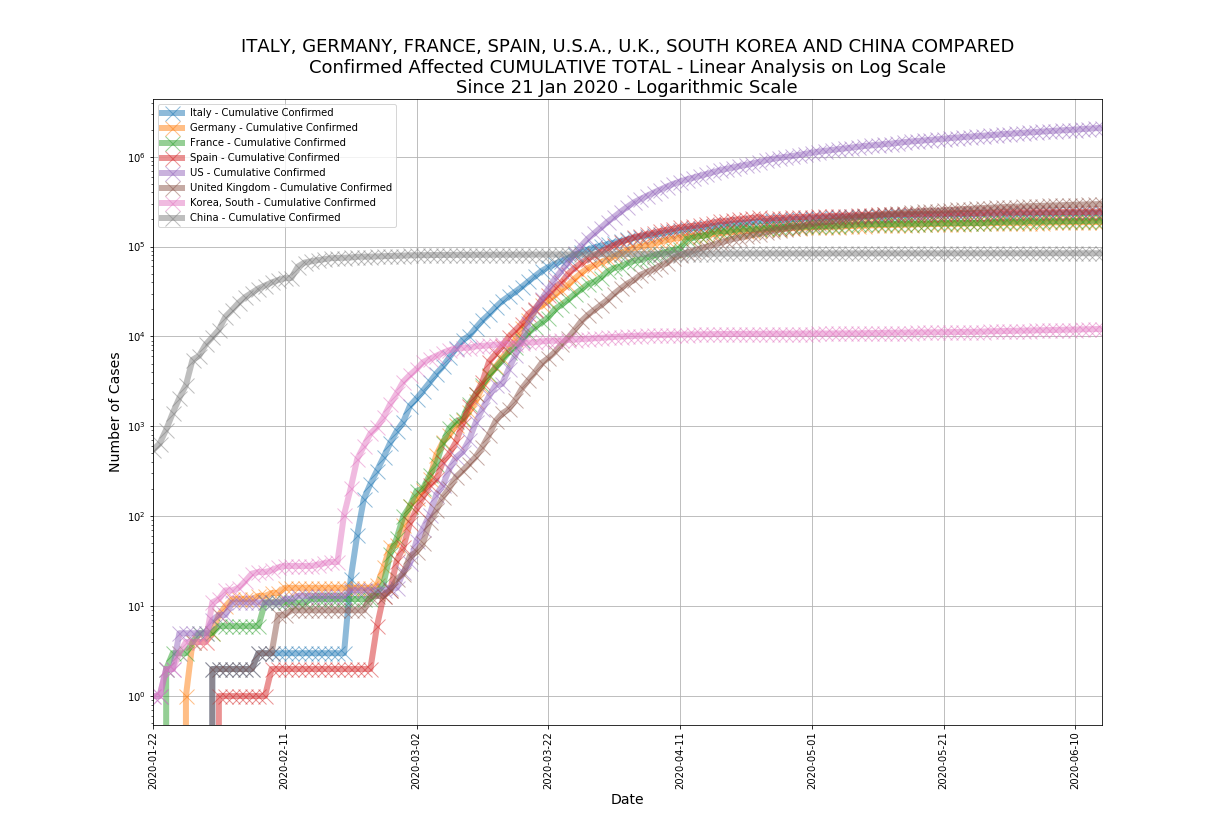 ITALY, GERMANY, FRANCE, SPAIN, U.S.A., U.K., SOUTH KOREA AND CHINA COMPARED
Confirmed Affected CUMULATIVE TOTAL - Linear Analysis on Log Scale
Since 21 Jan 2020 - Logarithmic Scale
Italy - Cumulative Confirmed
Germany - Cumulative Confirmed
France - Cumulative Confirmed
Spain - Cumulative Confirmed
US - Cumulative Confirmed
United Kingdom - Cumulative Confirmed
Korea, South - Cumulative Confirmed
China - Cumulative Confirmed
Number of Cases
10⁶
10⁵
10⁴
10³
10²
10¹
10⁰
2020-01-22
2020-02-11
2020-03-02
2020-03-22
2020-04-11
2020-05-01
2020-05-21
2020-06-10
Date